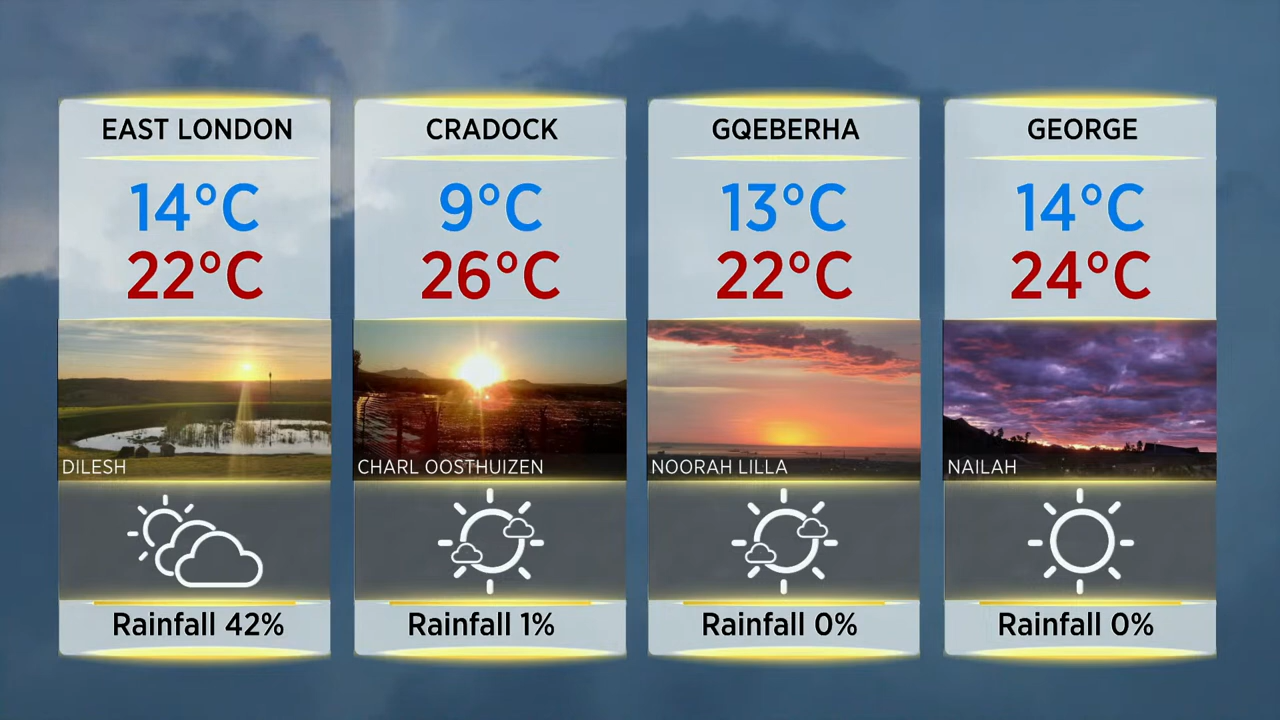 EAST LONDON
14°C
22°C
DILESH
Rainfall 42%
CRADOCK
9°C
26°C
CHARL OOSTHUIZEN
Rainfall 1%
GQEBERHA
13°C
22°C
NOORAH LILLA
Rainfall 0%
GEORGE
14°C
24°C
NAILAH
Rainfall 0%